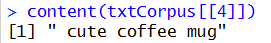 > content(txtCorpus[[4]])
[1] " cute coffee mug"